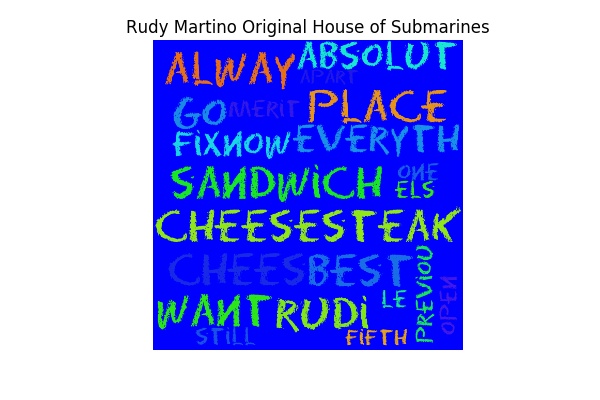 Rudy Martino Original House of Submarines
ALWAY ABSOLUT
APART
GO MERIT PLACE
FIXNOW EVERYTH
SANDWICH ONE
ELS
CHEESESTEAK
CHEES BEST
PREVIOU
OPEN
LE
WANT RUDI
STILL FIFTH